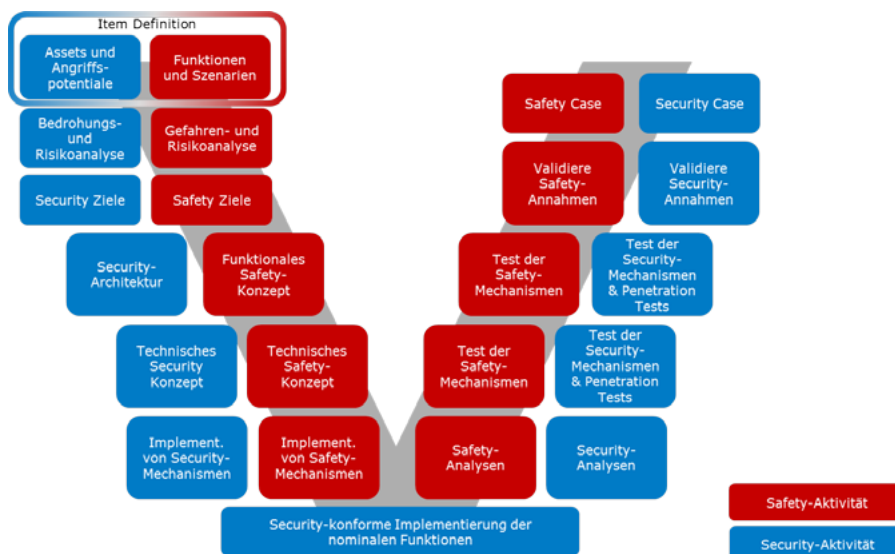 Item Definition
Assets und
Angriffs-
potentiale
Funktionen
und Szenarien
Safety Case
Security Case
Bedrohungs-
und
Risikoanalyse
Gefahren- und
Risikoanalyse
Validiere
Safety-
Annahmen
Validiere
Security-
Annahmen
Security Ziele
Safety Ziele
Security-
Architektur
Funktionales
Safety-
Konzept
Test der
Safety-
Mechanismen
Test der
Security-
Mechanismen
& Penetration
Tests
Technisches
Security
Konzept
Technisches
Safety-
Konzept
Test der
Safety-
Mechanismen
Test der
Security-
Mechanismen
& Penetration
Tests
Implement.
von Security-
Mechanismen
Implement.
von Safety-
Mechanismen
Safety-
Analysen
Security-
Analysen
Security-konforme Implementierung der
nominalen Funktionen
Safety-Aktivität
Security-Aktivität